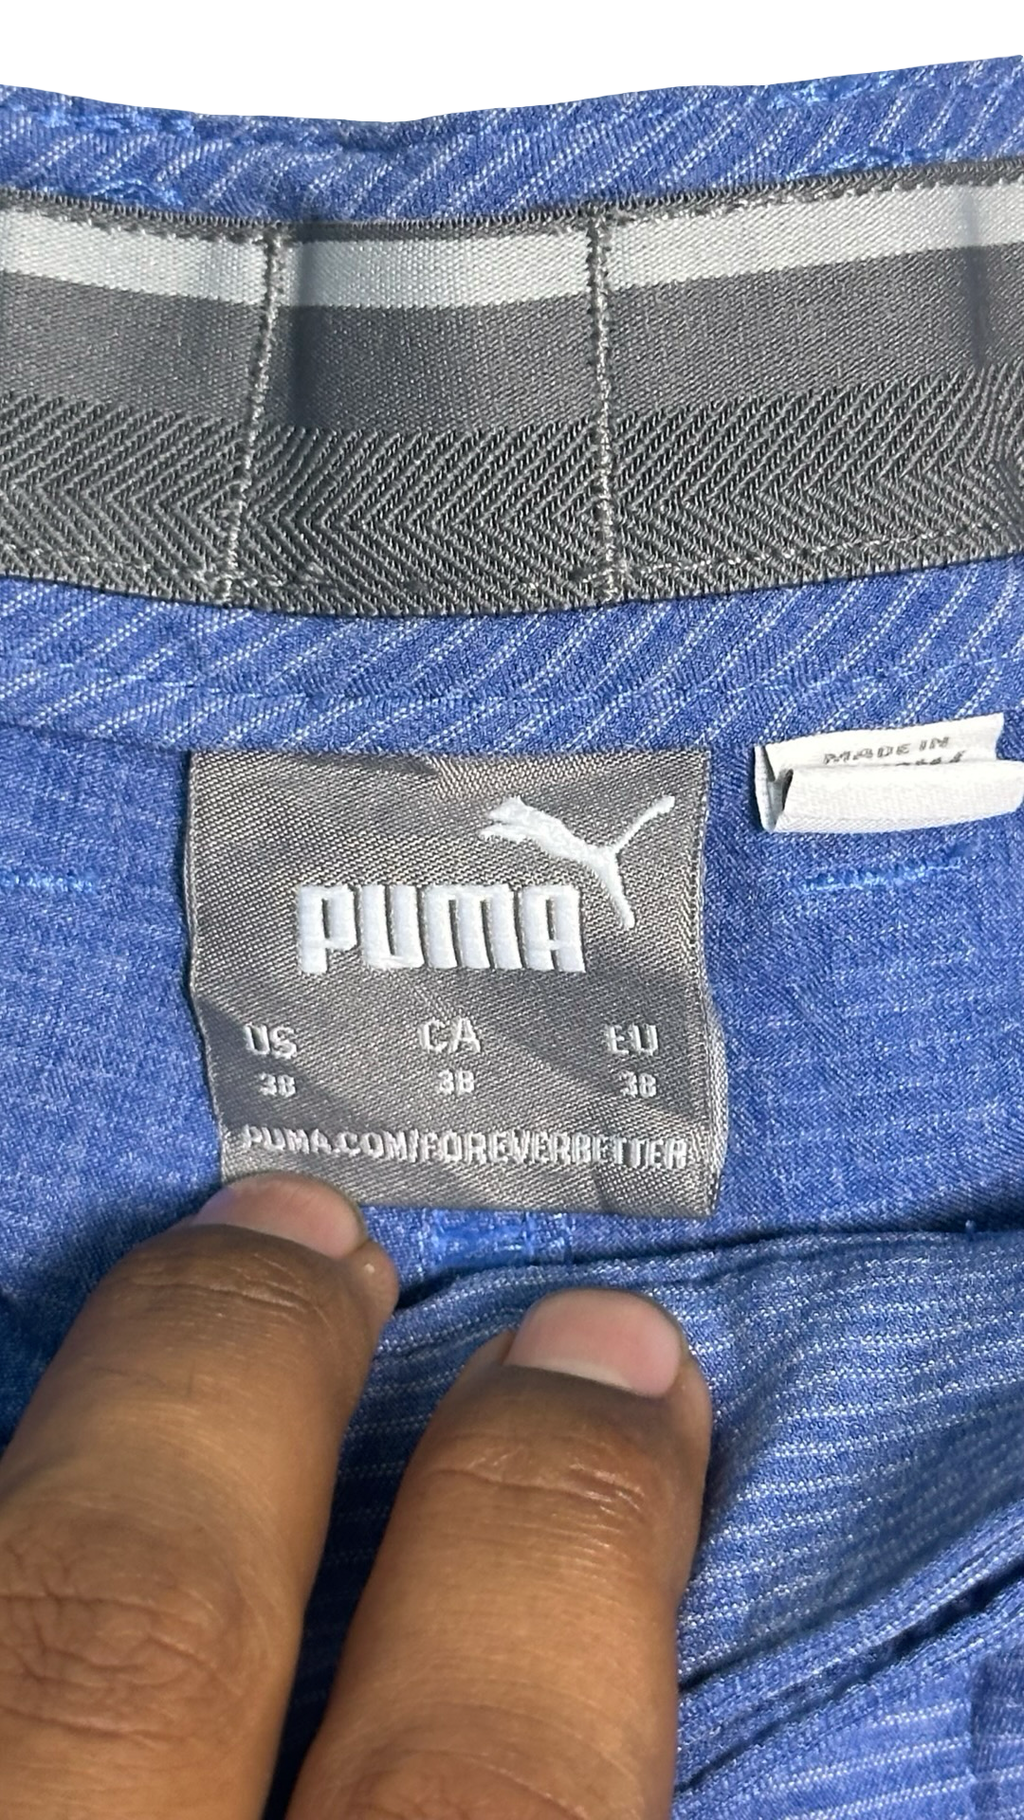 PUMA
US CA EU
38 38 38
PUMA.COM/FOREVERBETTER
MADE IN